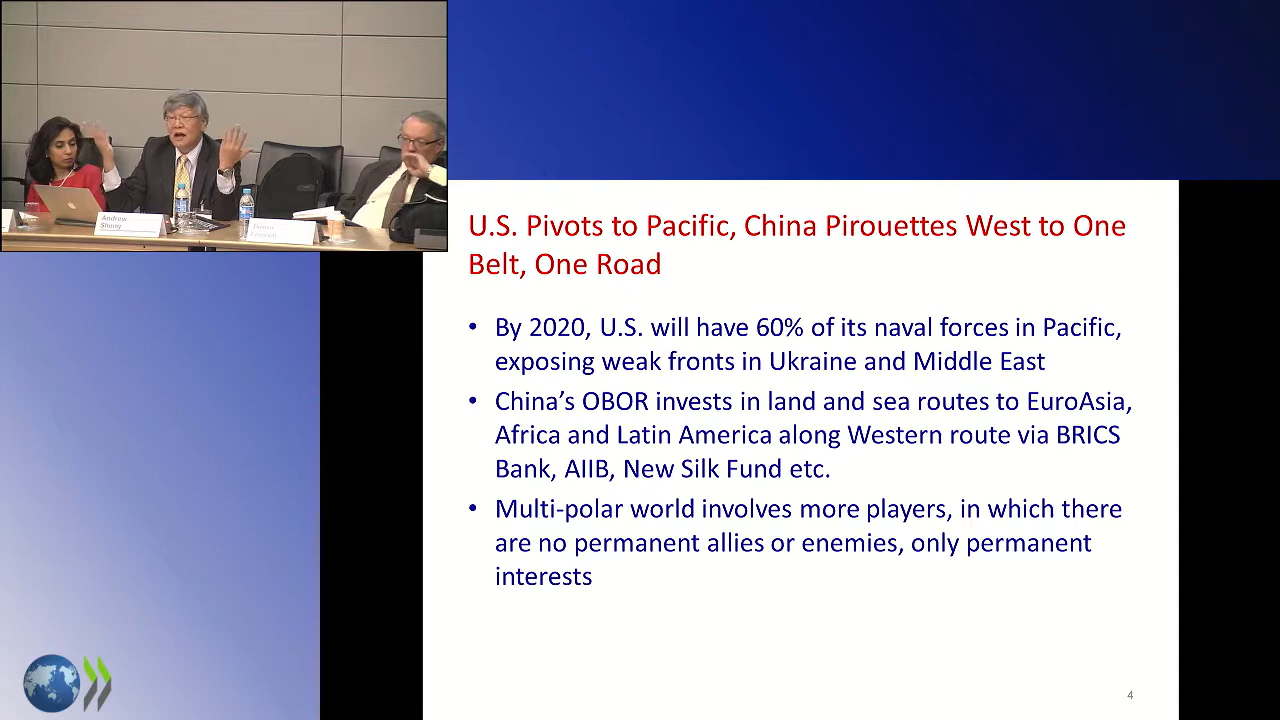 Andrew
Sheng
U.S. Pivots to Pacific, China Pirouettes West to One
Belt, One Road
• By 2020, U.S. will have 60% of its naval forces in Pacific,
exposing weak fronts in Ukraine and Middle East
• China’s OBOR invests in land and sea routes to EuroAsia,
Africa and Latin America along Western route via BRICS
Bank, AIIB, New Silk Fund etc.
• Multi-polar world involves more players, in which there
are no permanent allies or enemies, only permanent
interests
4